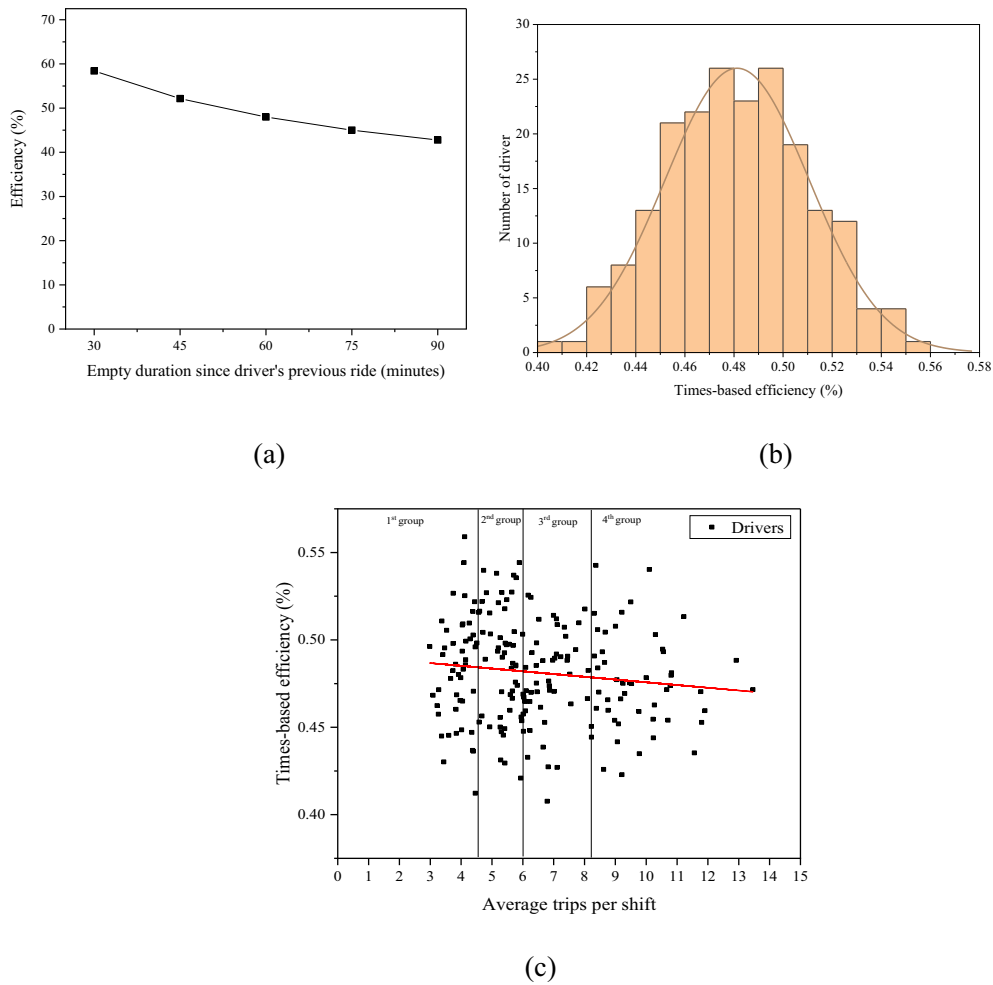 70
60
50
40
30
20
10
0
Efficiency (%)
30 45 60 75 90
Empty duration since driver's previous ride (minutes)
(a)
30
25
20
15
10
5
0
Number of driver
0.40 0.42 0.44 0.46 0.48 0.50 0.52 0.54 0.56 0.58
Times-based efficiency (%)
(b)
1st group 2nd group 3rd group 4th group
Drivers
0.55
0.50
0.45
0.40
Times-based efficiency (%)
0 1 2 3 4 5 6 7 8 9 10 11 12 13 14 15
Average trips per shift
(c)